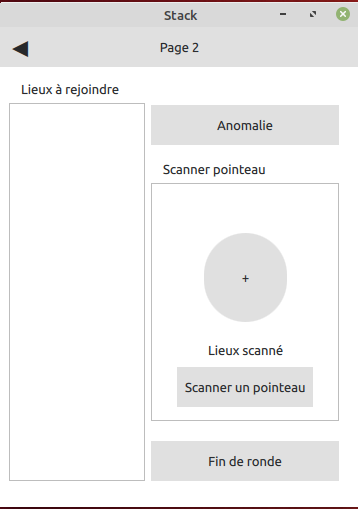 Stack
Page 2
Lieux à rejoindre
Anomalie
Scanner pointeau
+
Lieux scanné
Scanner un pointeau
Fin de ronde